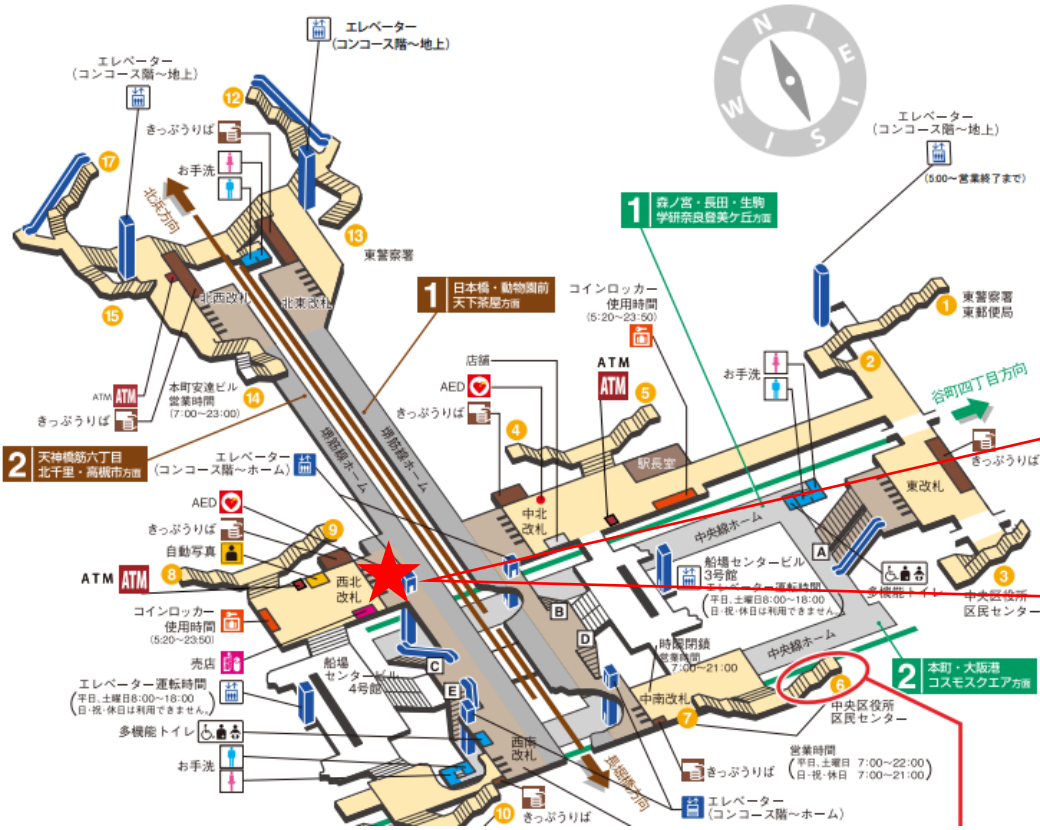 エレベーター
(コンコース階～地上)
エレベーター
(コンコース階～地上)
12
きっぷうりば
17
お手洗
北浜方向
13
東警察署
北西改札
北東改札
15
ATM ATM
きっぷうりば
本町安達ビル
営業時間
(7:00～23:00)
14
1 日本橋・動物園前
天下茶屋方面
2 天神橋筋六丁目
北千里・高槻市方面
堺筋線ホーム
堺筋線ホーム
N
E
S
W
エレベーター
(コンコース階～地上)
(5:00～営業終了まで)
1 森ノ宮・長田・生駒
学研奈良登美ケ丘方面
コインロッカー
使用時間
(5:20～23:50)
店舗
ATM
ATM
AED
きっぷうりば
4
5
駅長室
中北
改札
お手洗
1
東警察署
東郵便局
2
谷町四丁目方向
きっぷうりば
東改札
中央線ホーム
A
3
中央区役所
区民センター
多機能トイレ
船場センタービル
3号館
エレベーター運転時間
(平日、土曜日8:00～18:00
日・祝・休日は利用できません。)
エレベーター
(コンコース階～ホーム)
AED
きっぷうりば
自動写真
9
ATM ATM
8
西北
改札
コインロッカー
使用時間
(5:20～23:50)
売店
船場
センタービル
4号館
エレベーター運転時間
(平日、土曜日8:00～18:00
日・祝・休日は利用できません。)
多機能トイレ
お手洗
B
C
D
E
時限閉鎖
営業時間
7:00～21:00
中央線ホーム
2 本町・大阪港
コスモスクエア方面
中南改札
6
7
中央区役所
区民センター
営業時間
(平日、土曜日 7:00～22:00
日・祝・休日 7:00～21:00)
きっぷうりば
西南
改札
長堀橋方向
エレベーター
(コンコース階～ホーム)
10
きっぷうりば